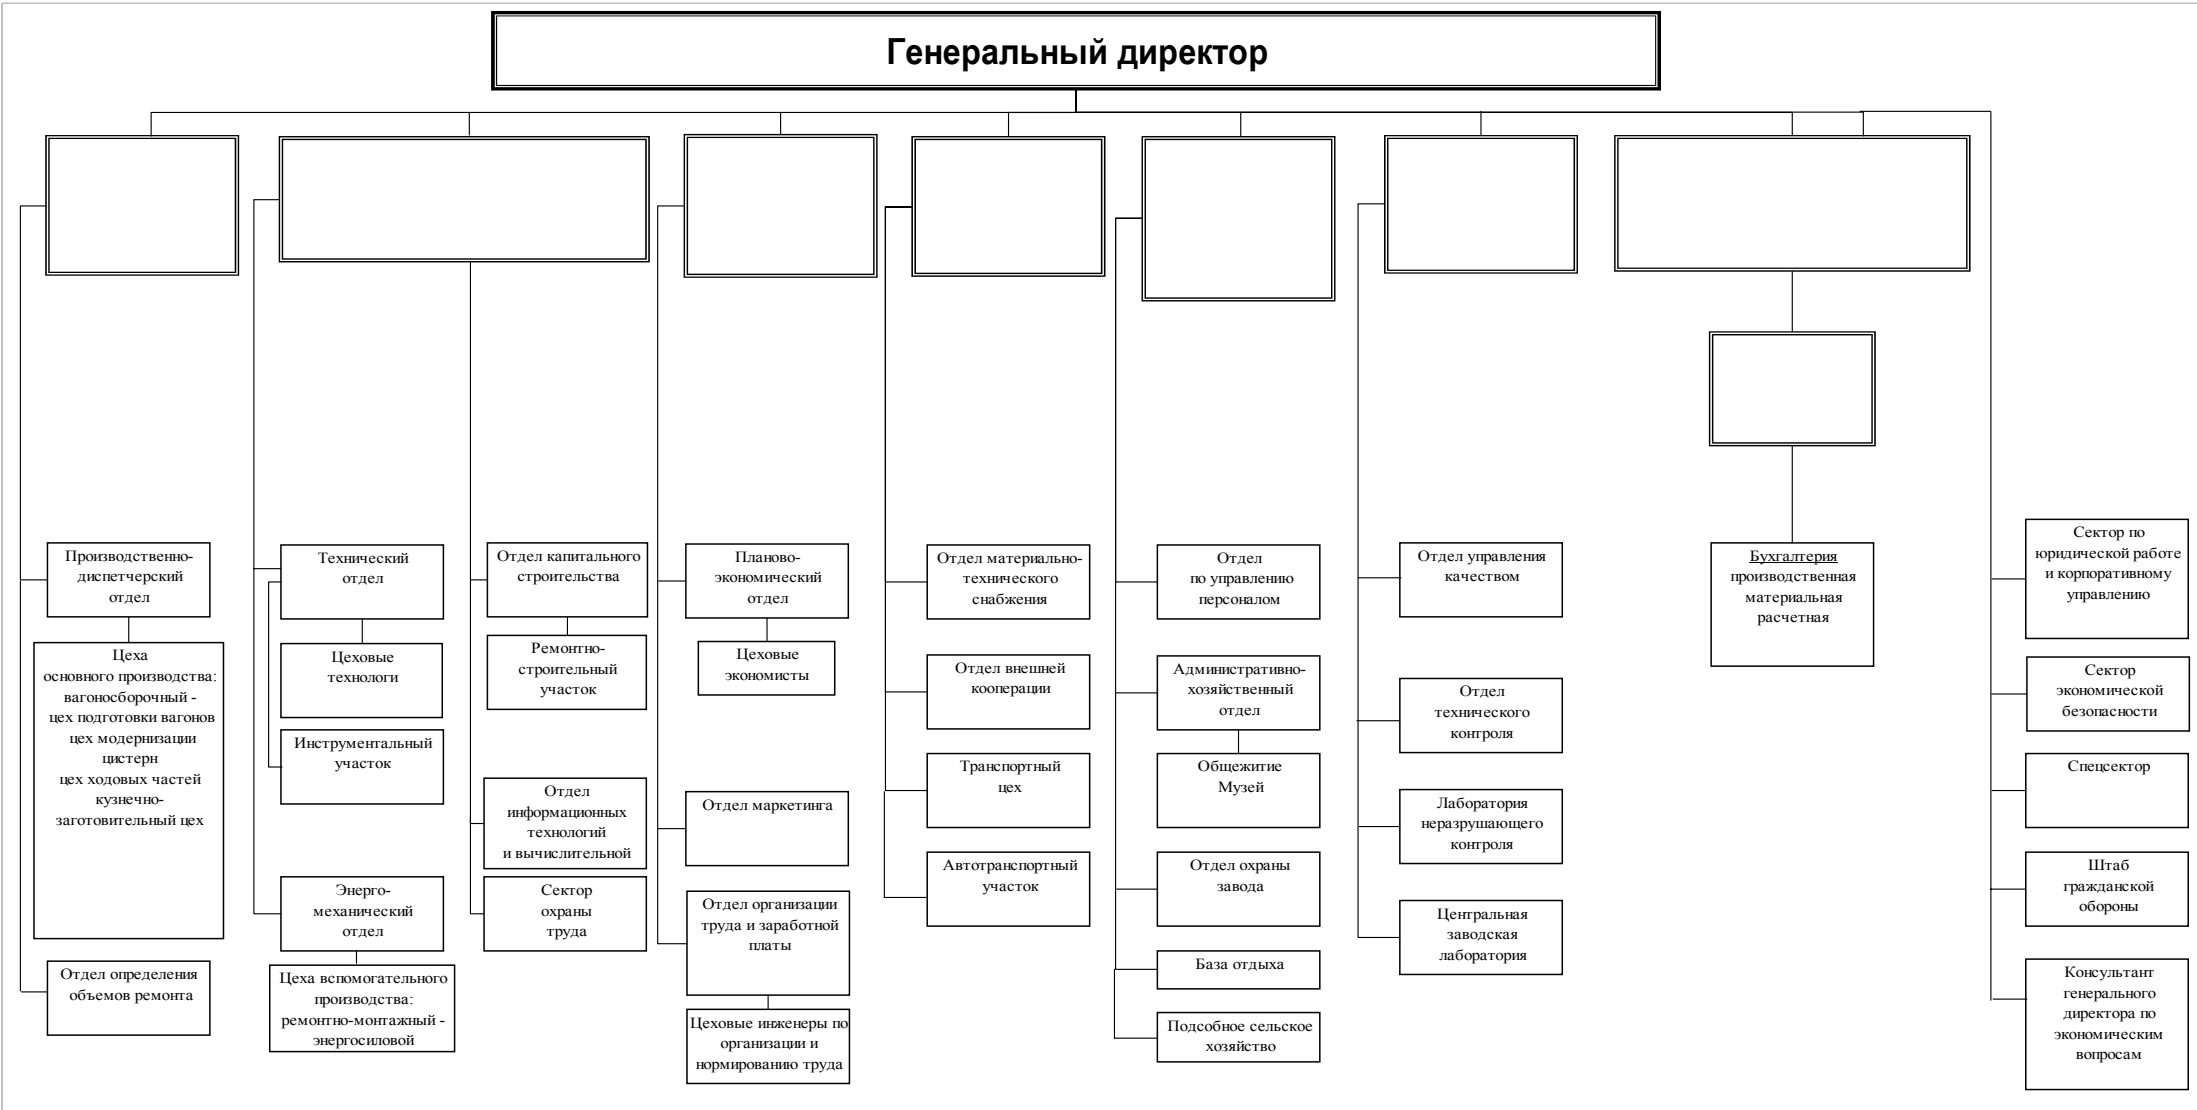 Генеральный директор
Производственно-
диспетчерский
отдел
Цеха
основного производства:
вагоносборочный -
цех подготовки вагонов
цех модернизации
цистерн
цех ходовых частей
кузнечно-
заготовительный цех
Отдел определения
объемов ремонта
Технический
отдел
Цеховые
технологи
Инструментальный
участок
Энерго-
механический
отдел
Цеха вспомогательного
производства:
ремонтно-монтажный -
энергосиловой
Отдел капитального
строительства
Ремонтно-
строительный
участок
Отдел
информационных
технологий
и вычислительной
Сектор
охраны
труда
Планово-
экономический
отдел
Цеховые
экономисты
Отдел маркетинга
Отдел организации
труда и заработной
платы
Цеховые инженеры по
организации и
нормированию труда
Отдел материально-
технического
снабжения
Отдел внешней
кооперации
Транспортный
цех
Автотранспортный
участок
Отдел
по управлению
персоналом
Административно-
хозяйственный
отдел
Общежитие
Музей
Отдел охраны
завода
База отдыха
Подсобное сельское
хозяйство
Отдел управления
качеством
Отдел
технического
контроля
Лаборатория
неразрушающего
контроля
Центральная
заводская
лаборатория
Бухгалтерия
производственная
материальная
расчетная
Сектор по
юридической работе
и корпоративному
управлению
Сектор
экономической
безопасности
Спецсектор
Штаб
гражданской
обороны
Консультант
генерального
директора по
экономическим
вопросам